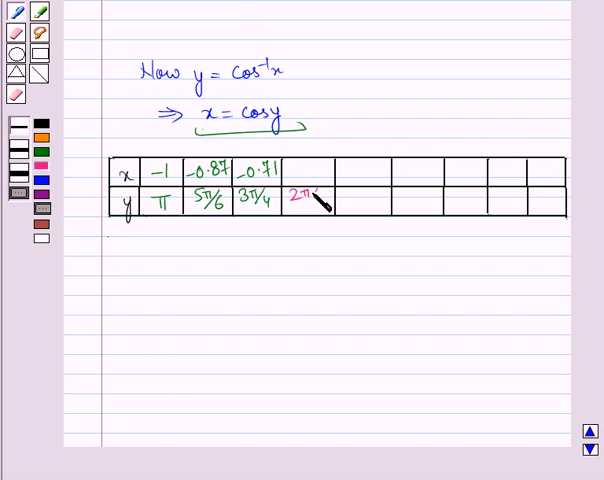 Now y = cos⁻¹x
⇒ x = cosy
x -1 -0.87 -0.71
y π 5π/6 3π/4 2π